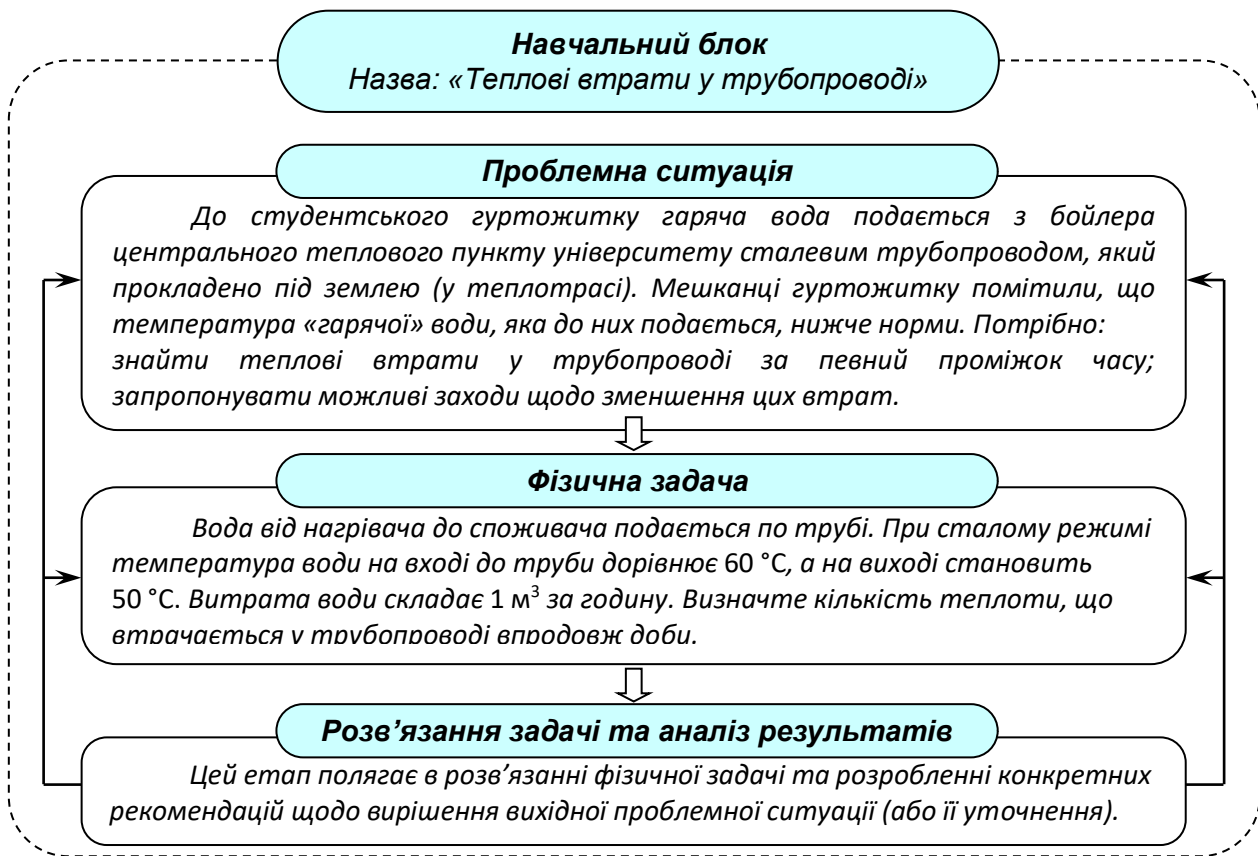 Навчальний блок
Назва: «Теплові втрати у трубопроводі»
Проблемна ситуація
До студентського гуртожитку гаряча вода подається з бойлера
центрального теплового пункту університету сталевим трубопроводом, який
прокладено під землею (у теплотрасі). Мешканці гуртожитку помітили, що
температура «гарячої» води, яка до них подається, нижче норми. Потрібно:
знайти теплові втрати у трубопроводі за певний проміжок часу;
запропонувати можливі заходи щодо зменшення цих втрат.
Фізична задача
Вода від нагрівача до споживача подається по трубі. При сталому режимі
температура води на вході до труби дорівнює 60 °С, а на виході становить
50 °С. Витрата води складає 1 м³ за годину. Визначте кількість теплоти, що
втрачається у трубопроводі впродовж доби.
Розв’язання задачі та аналіз результатів
Цей етап полягає в розв’язанні фізичної задачі та розробленні конкретних
рекомендацій щодо вирішення вихідної проблемної ситуації (або її уточнення).